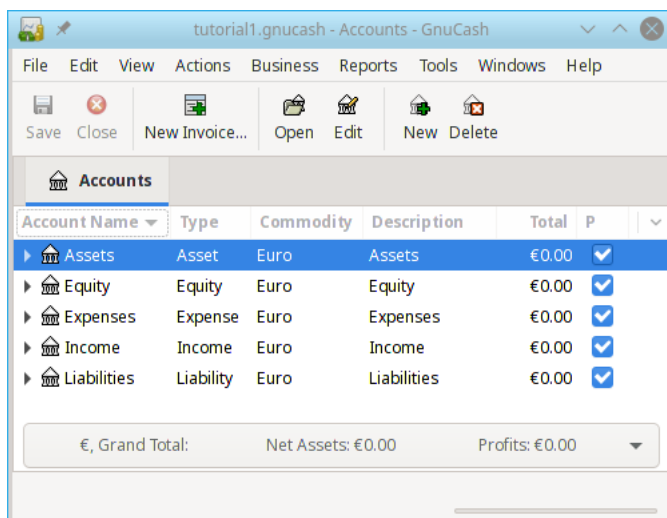 tutorial1.gnucash - Accounts - GnuCash
File Edit View Actions Business Reports Tools Windows Help
Save Close New Invoice... Open Edit New Delete
Accounts
Account Name Type Commodity Description Total P
Assets Asset Euro Assets €0.00
Equity Equity Euro Equity €0.00
Expenses Expense Euro Expenses €0.00
Income Income Euro Income €0.00
Liabilities Liability Euro Liabilities €0.00
€, Grand Total: Net Assets: €0.00 Profits: €0.00